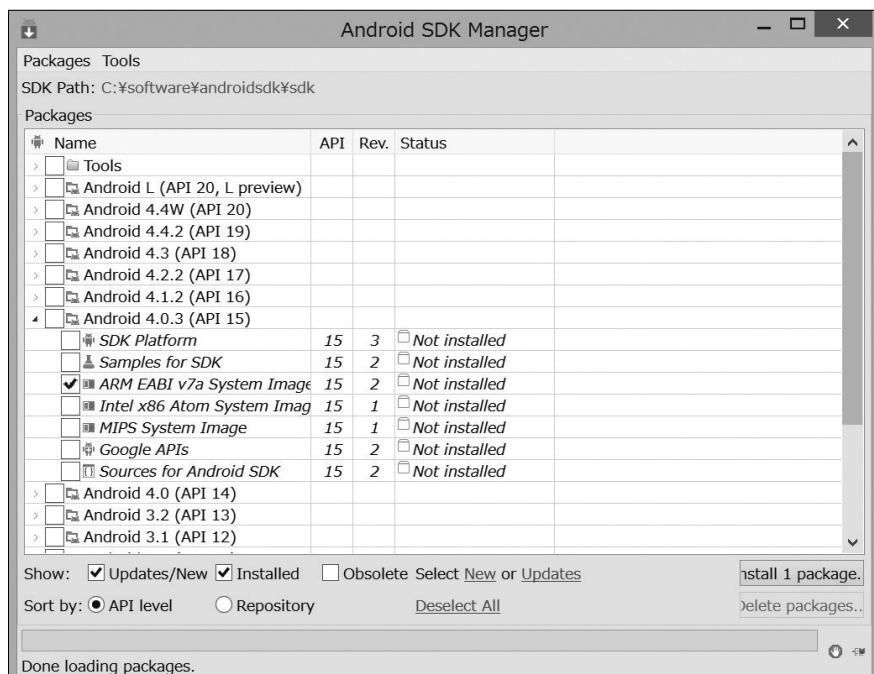 Android SDK Manager
Packages Tools
SDK Path: C:¥software¥androidsdk¥sdk
Packages
Name API Rev. Status
Tools
Android L (API 20, L preview)
Android 4.4W (API 20)
Android 4.4.2 (API 19)
Android 4.3 (API 18)
Android 4.2.2 (API 17)
Android 4.1.2 (API 16)
Android 4.0.3 (API 15)
SDK Platform 15 3 Not installed
Samples for SDK 15 2 Not installed
ARM EABI v7a System Image 15 2 Not installed
Intel x86 Atom System Imag 15 1 Not installed
MIPS System Image 15 1 Not installed
Google APIs 15 2 Not installed
Sources for Android SDK 15 2 Not installed
Android 4.0 (API 14)
Android 3.2 (API 13)
Android 3.1 (API 12)
Show: Updates/New Installed Obsolete Select New or Updates nstall 1 package.
Sort by: API level Repository Deselect All elete packages..
Done loading packages.